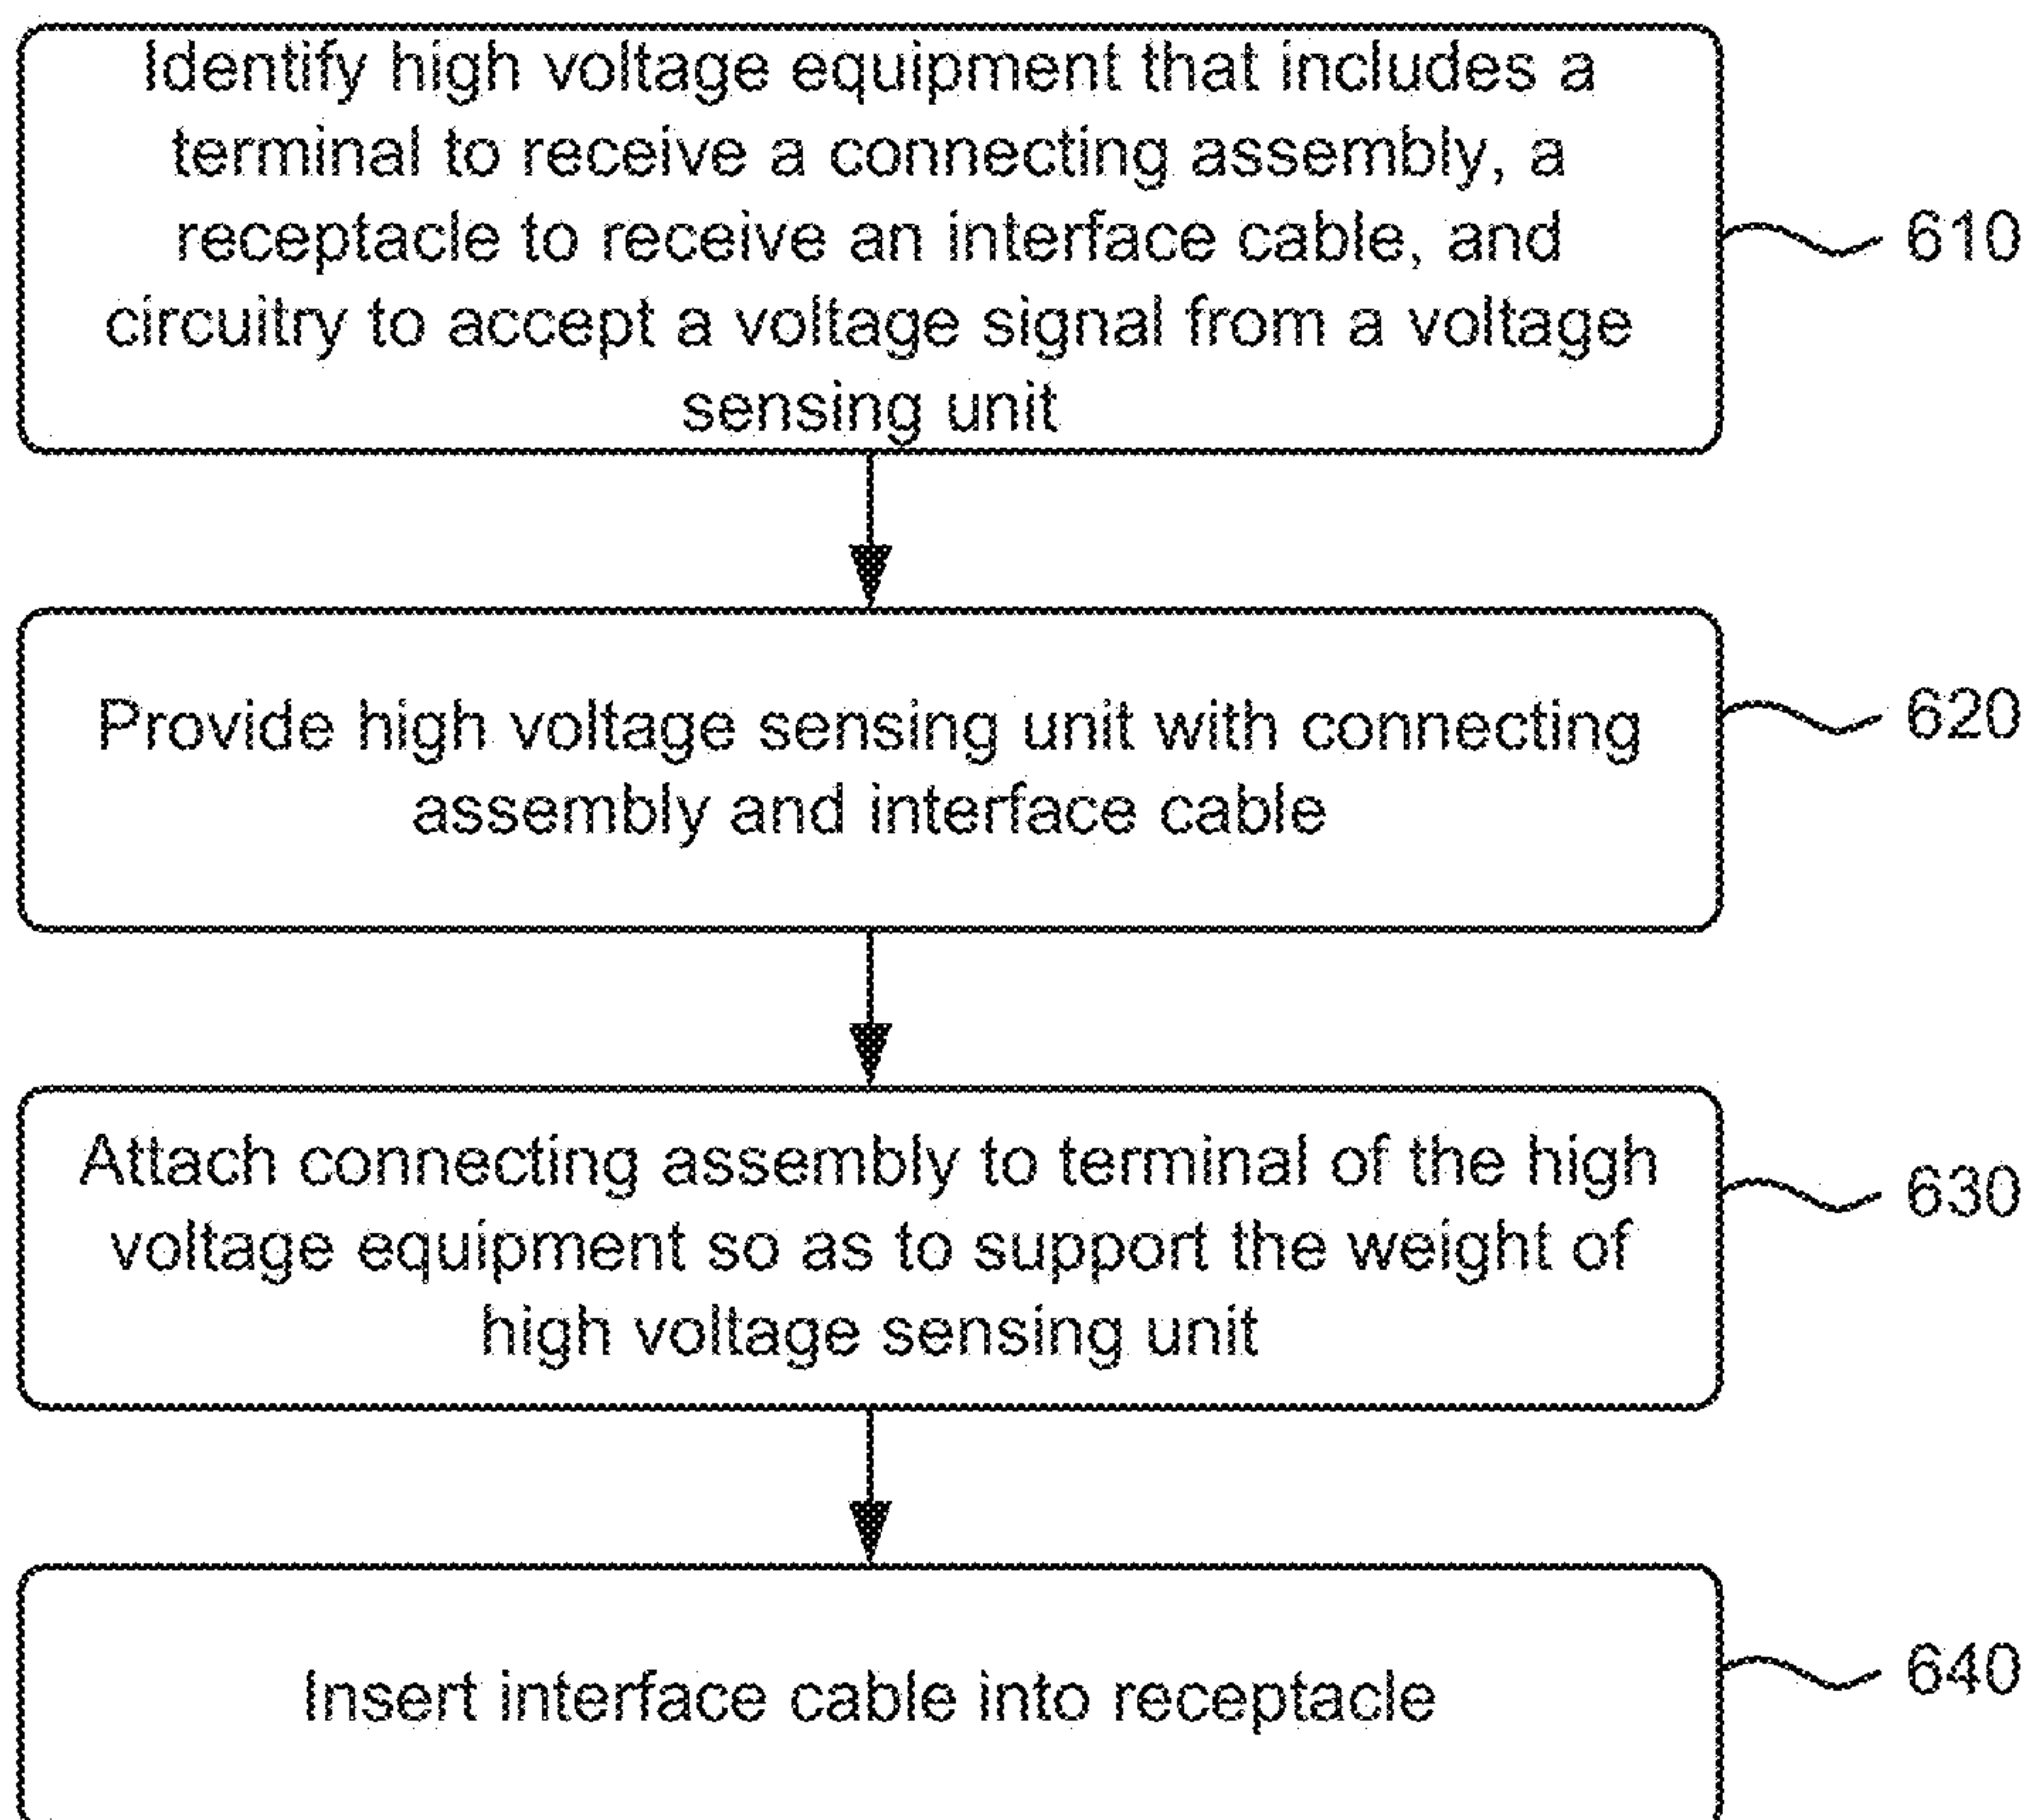 Identify high voltage equipment that includes a
terminal to receive a connecting assembly, a
receptacle to receive an interface cable, and
circuitry to accept a voltage signal from a voltage
sensing unit
610
Provide high voltage sensing unit with connecting
assembly and interface cable
620
Attach connecting assembly to terminal of the high
voltage equipment so as to support the weight of
high voltage sensing unit
630
Insert interface cable into receptacle
640